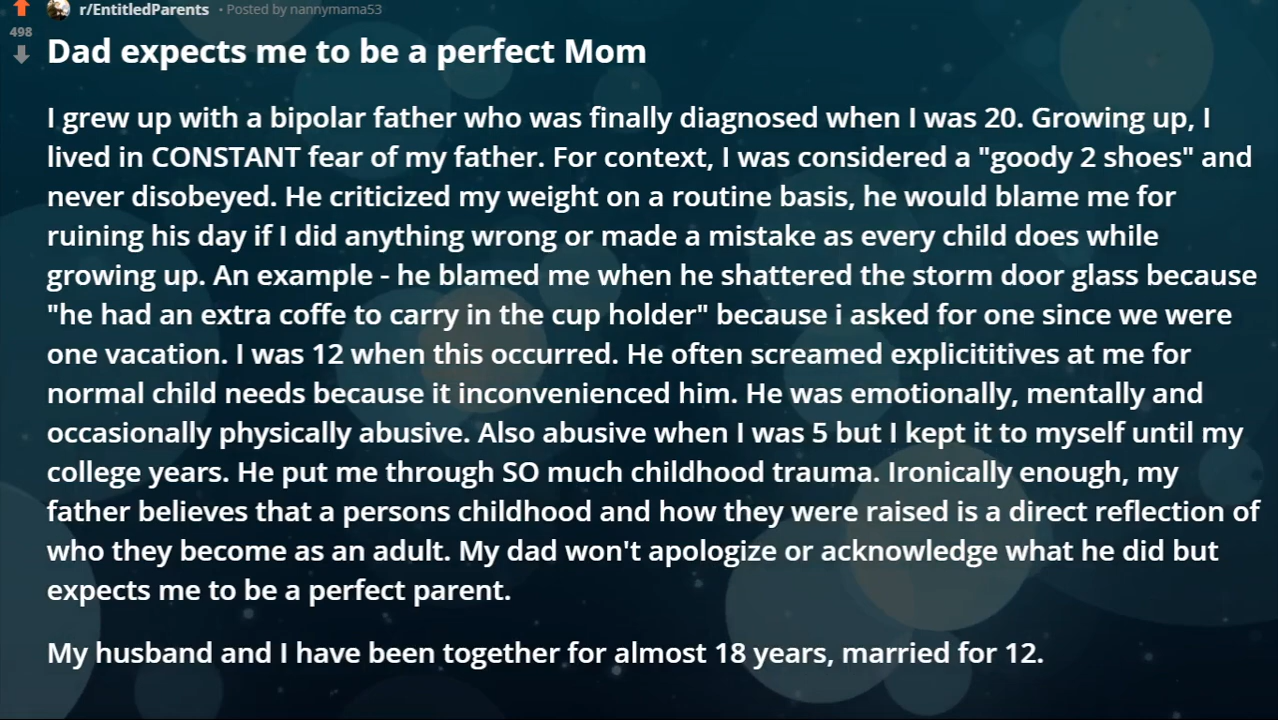 r/EntitledParents • Posted by nannymama53
498
Dad expects me to be a perfect Mom
I grew up with a bipolar father who was finally diagnosed when I was 20. Growing up, I
lived in CONSTANT fear of my father. For context, I was considered a "goody 2 shoes" and
never disobeyed. He criticized my weight on a routine basis, he would blame me for
ruining his day if I did anything wrong or made a mistake as every child does while
growing up. An example - he blamed me when he shattered the storm door glass because
"he had an extra coffe to carry in the cup holder" because i asked for one since we were
one vacation. I was 12 when this occurred. He often screamed explicititives at me for
normal child needs because it inconvenienced him. He was emotionally, mentally and
occasionally physically abusive. Also abusive when I was 5 but I kept it to myself until my
college years. He put me through SO much childhood trauma. Ironically enough, my
father believes that a persons childhood and how they were raised is a direct reflection of
who they become as an adult. My dad won't apologize or acknowledge what he did but
expects me to be a perfect parent.
My husband and I have been together for almost 18 years, married for 12.